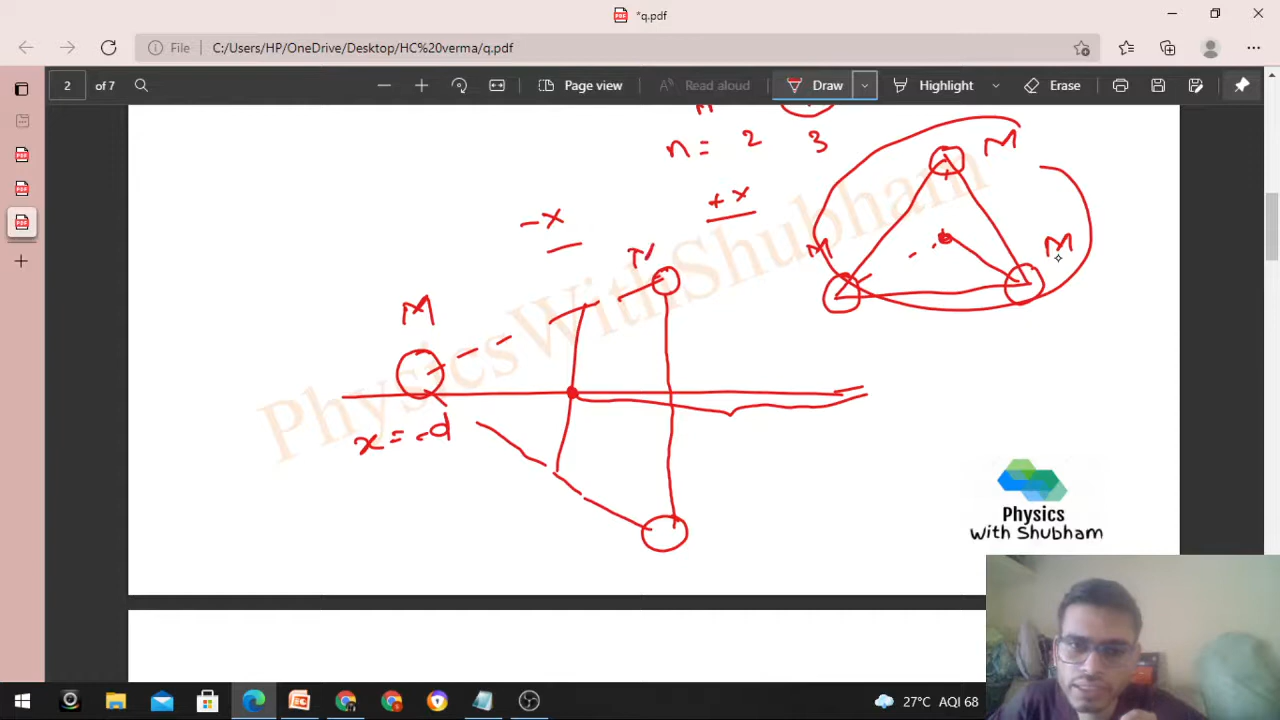 *q.pdf
File C:/Users/HP/OneDrive/Desktop/HC%20verma/q.pdf
2 of 7 Page view Read aloud Draw Highlight Erase
n = 2 3
-x +x
M
M
M
M
x = -d
PhysicsWithShubham
Physics
With Shubham
27°C AQI 68